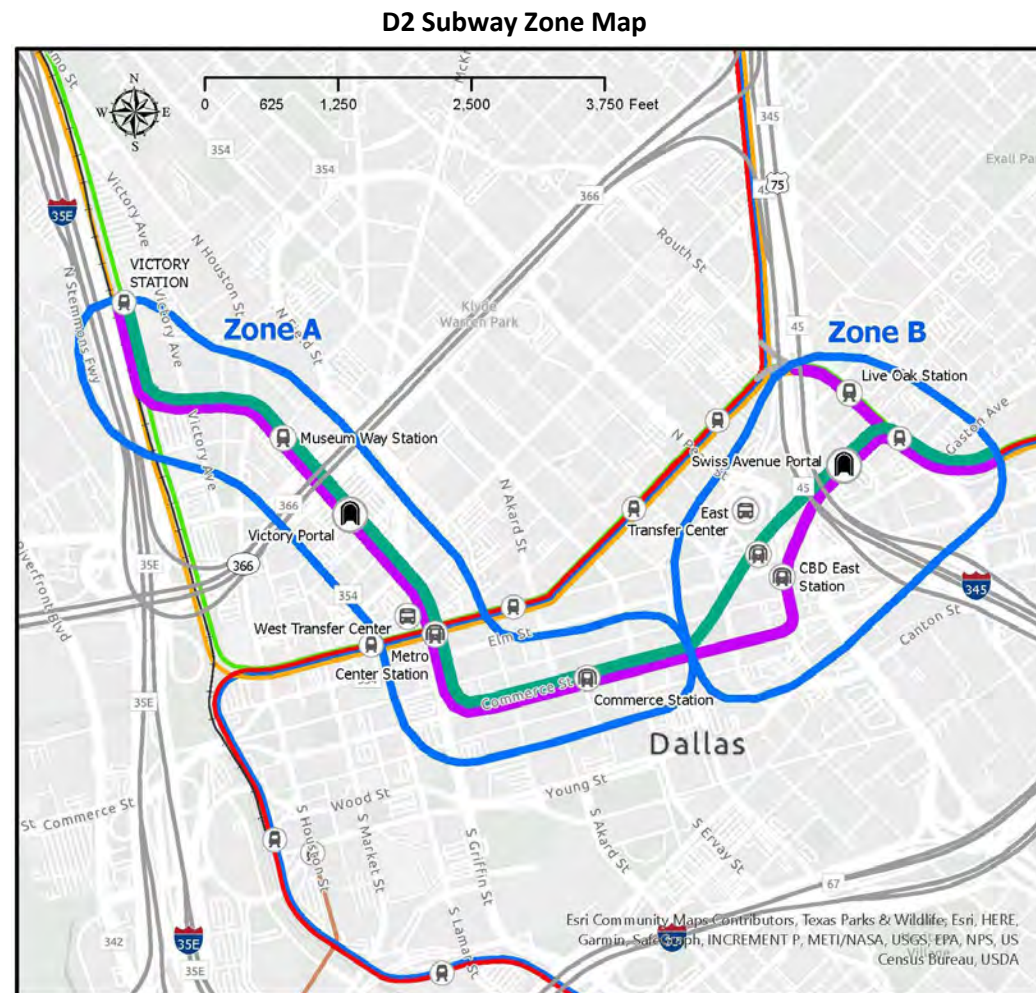 D2 Subway Zone Map
N
W
E
S
0
625
1,250
2,500
3,750 Feet
345
354
354
Exall Pa
75
366
35E
Victory Ave
N Houston St
Routh St
VICTORY
STATION
Victory Ave
Klyde
Warren Park
Zone A
Zone B
45
N Stemmons Fwy
N Field St
Live Oak Station
Victory Ave
Museum Way Station
Gaston Ave
Swiss Avenue Portal
45
366
N Akard St
East
Transfer Center
Victory Portal
35E
366
CBD East
Station
345
354
Riverfront Blvd
West Transfer Center
Elm St
Canton St
Metro
Center Station
Commerce St
Commerce Station
35E
Dallas
Young St
Wood St
St
Commerce St
S Houston St
S Market St
S Griffin St
S Akard St
S Ervay St
67
342
35E
35E
S Lamar St
Esri Community Maps Contributors, Texas Parks & Wildlife, Esri, HERE,
Garmin, SafeGraph, INCREMENT P, METI/NASA, USGS, EPA, NPS, US
Census Bureau, USDA